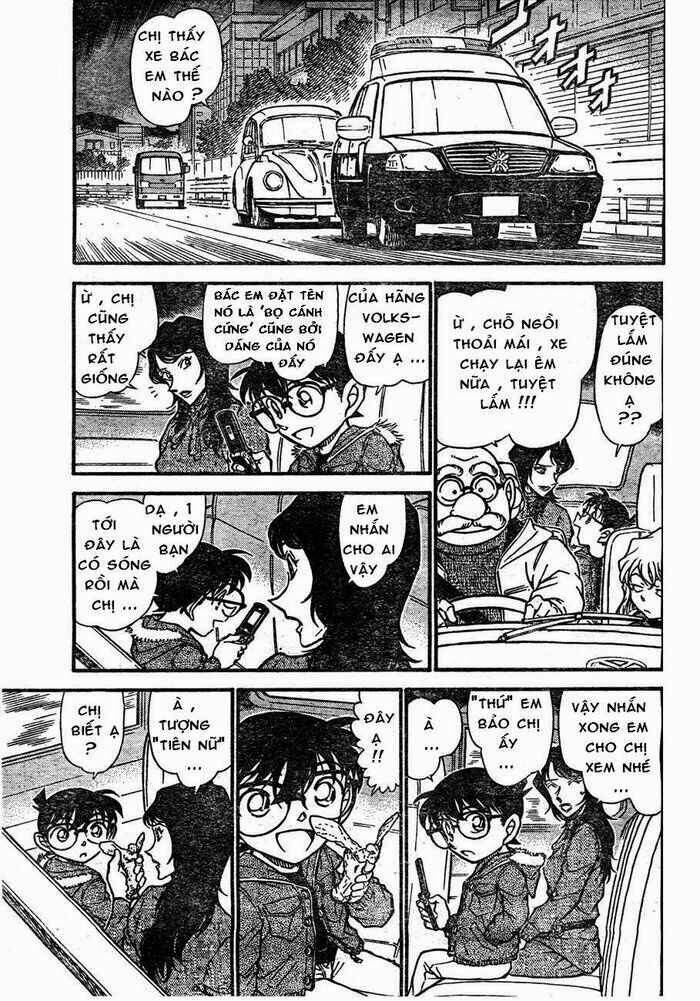 CHỊ THẤY
XE BÁC
EM THẾ
NÀO ?
TUYỆT
LẮM
ĐÚNG
KHÔNG
Ạ
??
Ừ , CHỖ NGỒI
THOẢI MÁI , XE
CHẠY LẠI ÊM
NỮA , TUYỆT
LẮM !!!
CỦA HÃNG
VOLKS-
WAGEN
ĐẤY Ạ ...
BÁC EM ĐẶT TÊN
NÓ LÀ 'BỌ CÁNH
CỨNG' CŨNG BỞI
DÁNG CỦA NÓ
ĐẤY
Ừ , CHỊ
CŨNG
THẤY
RẤT
GIỐNG
EM
NHẮN
CHO AI
VẬY
DẠ , 1
NGƯỜI
BẠN
TỚI
ĐÂY LÀ
CÓ SÓNG
RỒI MÀ
CHỊ ...
VẬY NHẮN
XONG EM
CHO CHỊ
XEM NHÉ
"THỨ" EM
BẢO CHỊ
ẤY ...
À
...
ĐÂY
Ạ !!
À ,
TƯỢNG
"TIÊN NỮ"
...
CHỊ
BIẾT Ạ
?